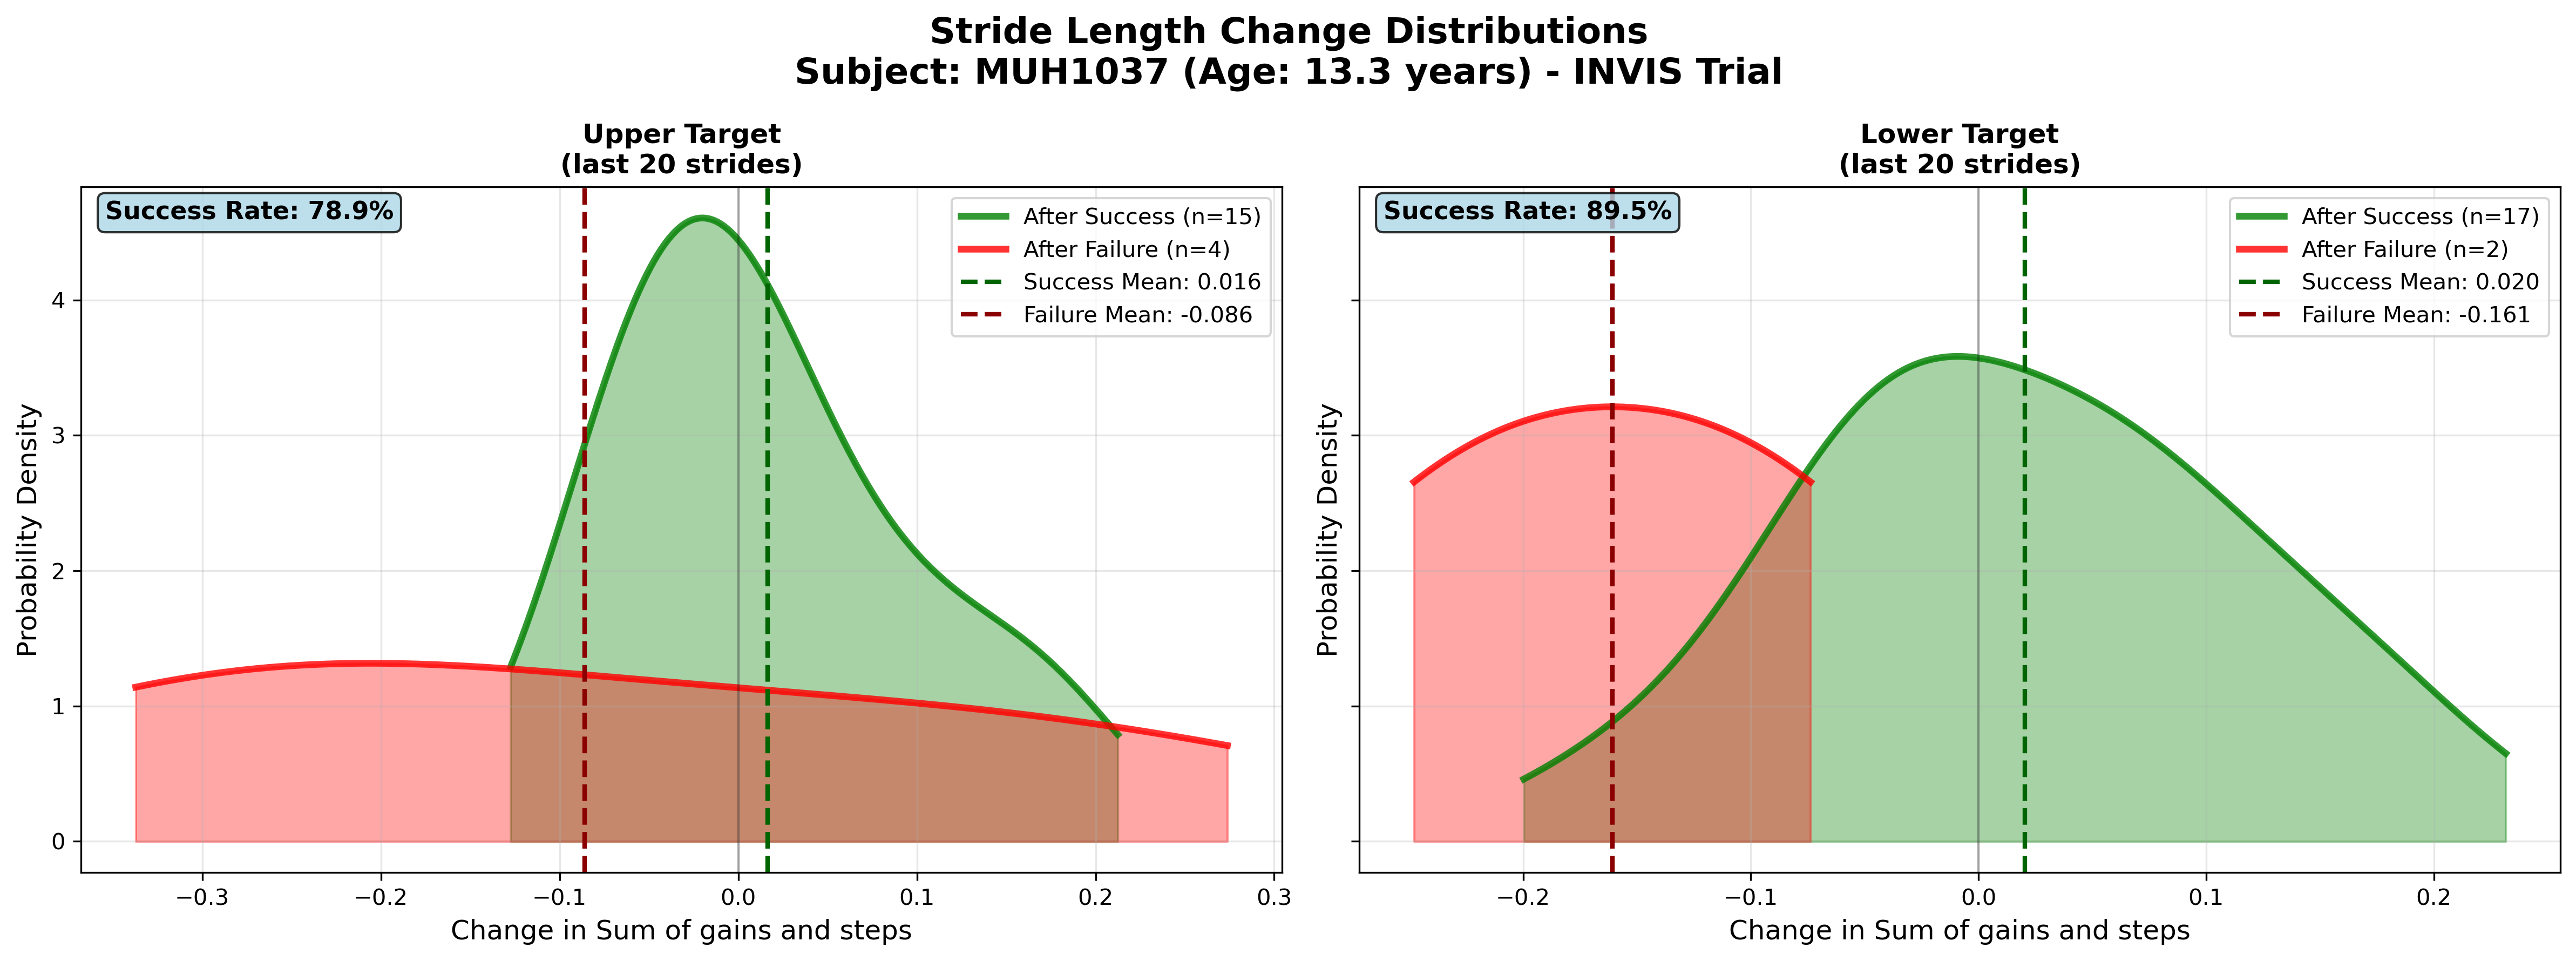 Stride Length Change Distributions
Subject: MUH1037 (Age: 13.3 years) - INVIS Trial
Upper Target
(last 20 strides)
Success Rate: 78.9%
After Success (n=15)
After Failure (n=4)
Success Mean: 0.016
Failure Mean: -0.086
Probability Density
4
3
2
1
0
−0.3
−0.2
−0.1
0.0
0.1
0.2
0.3
Change in Sum of gains and steps
Lower Target
(last 20 strides)
Success Rate: 89.5%
After Success (n=17)
After Failure (n=2)
Success Mean: 0.020
Failure Mean: -0.161
Probability Density
−0.2
−0.1
0.0
0.1
0.2
Change in Sum of gains and steps